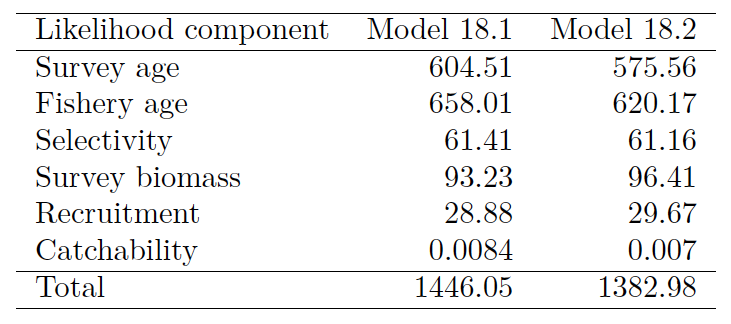 Likelihood component Model 18.1 Model 18.2
Survey age 604.51 575.56
Fishery age 658.01 620.17
Selectivity 61.41 61.16
Survey biomass 93.23 96.41
Recruitment 28.88 29.67
Catchability 0.0084 0.007
Total 1446.05 1382.98